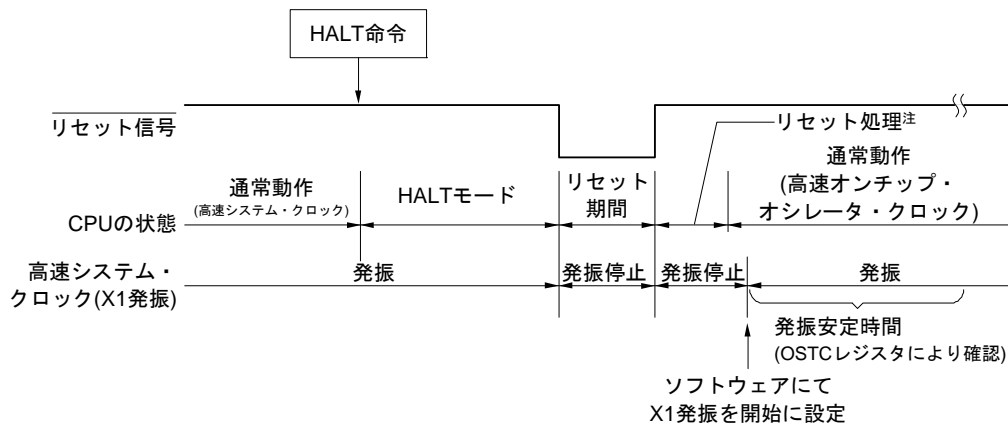 HALT命令
リセット信号
リセット処理注
通常動作
(高速システム・クロック)
HALTモード
リセット
期間
通常動作
(高速オンチップ・
オシレータ・クロック)
CPUの状態
高速システム・
クロック(X1発振)
発振
発振停止
発振停止
発振
発振安定時間
(OSTCレジスタにより確認)
ソフトウェアにて
X1発振を開始に設定